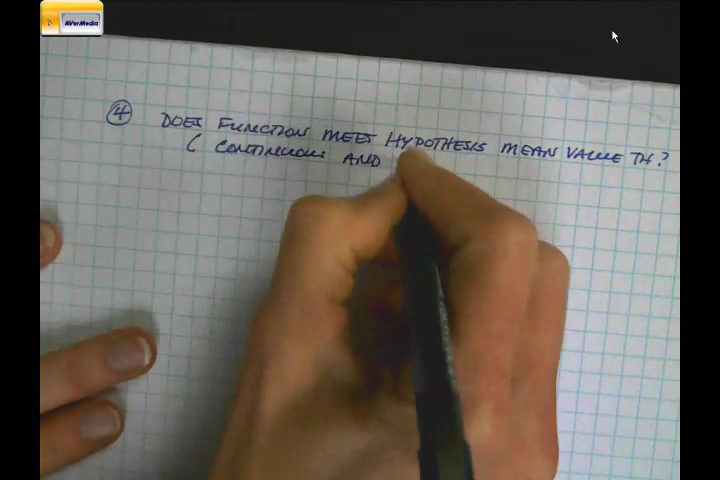 AVerMedia
④ DOES FUNCTION MEET HYPOTHESIS MEAN VALUE TH?
( CONTINUOUS AND